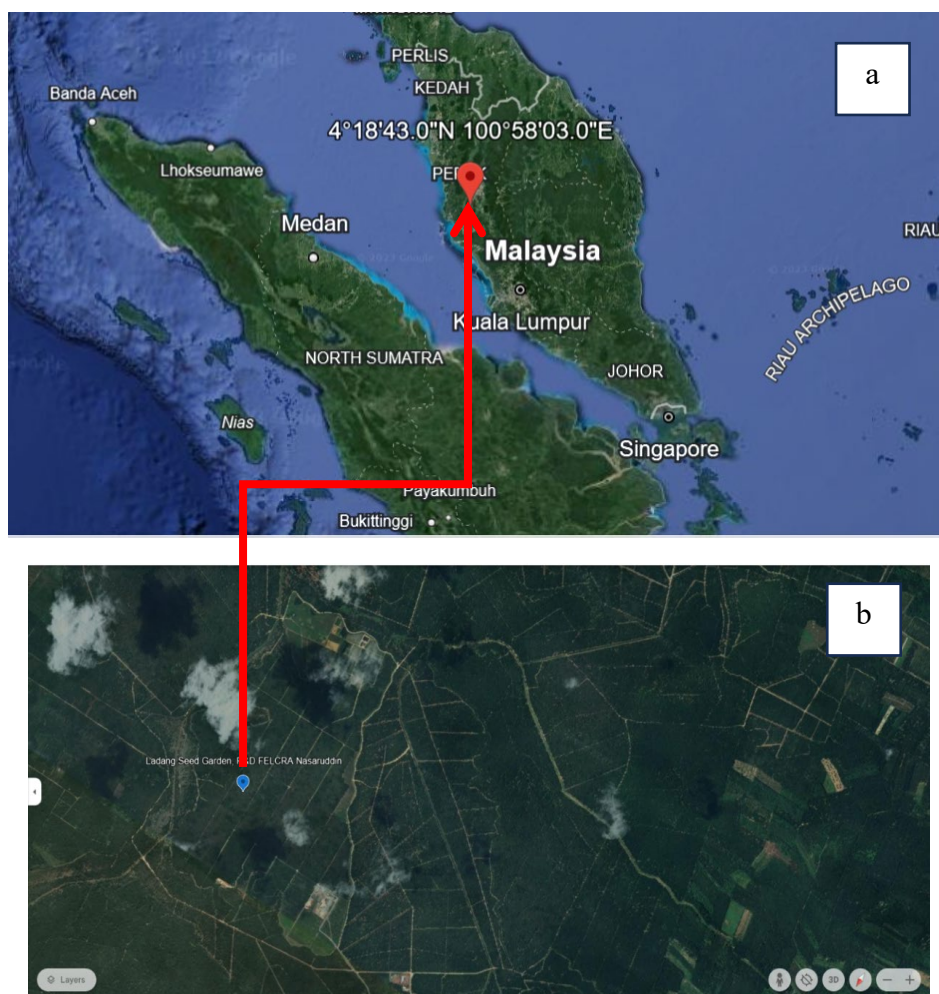 PERLIS
a
KEDAH
Banda Aceh
4°18'43.0"N 100°58'03.0"E
Lhokseumawe
Medan
RIAU
Malaysia
RIAU ARCHIPELAGO
Kuala Lumpur
NORTH SUMATRA
JOHOR
Nias
Singapore
Payakumbuh
Bukittinggi
b
Ladang Seed Garden, FELCRA Nasaruddin
Layers
3D